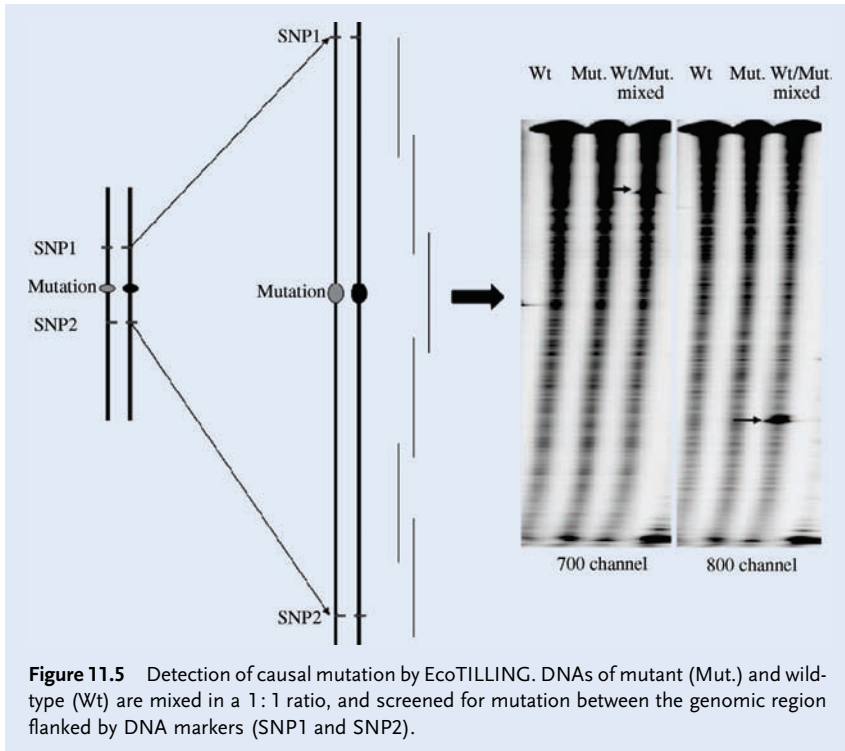 SNP1
SNP1
Mutation
SNP2
Mutation
SNP2
Wt Mut. Wt/Mut. mixed
Wt Mut. Wt/Mut. mixed
700 channel
800 channel
Figure 11.5 Detection of causal mutation by EcoTILLING. DNAs of mutant (Mut.) and wild-
type (Wt) are mixed in a 1 : 1 ratio, and screened for mutation between the genomic region
flanked by DNA markers (SNP1 and SNP2).